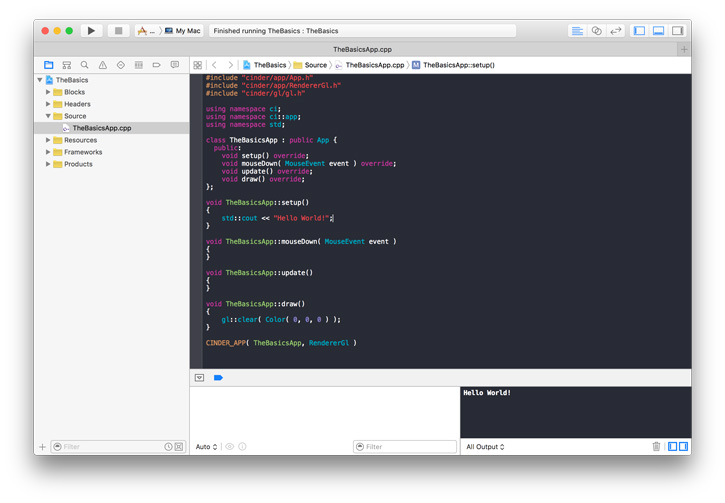 ... My Mac Finished running TheBasics : TheBasics
TheBasicsApp.cpp
TheBasics Source TheBasicsApp.cpp M TheBasicsApp::setup()
TheBasics
Blocks
Headers
Source
TheBasicsApp.cpp
Resources
Frameworks
Products
Filter
#include "cinder/app/App.h"
#include "cinder/app/RendererGl.h"
#include "cinder/gl/gl.h"
using namespace ci;
using namespace ci::app;
using namespace std;
class TheBasicsApp : public App {
public:
void setup() override;
void mouseDown( MouseEvent event ) override;
void update() override;
void draw() override;
};
void TheBasicsApp::setup()
{
std::cout << "Hello World!";
}
void TheBasicsApp::mouseDown( MouseEvent event )
{
}
void TheBasicsApp::update()
{
}
void TheBasicsApp::draw()
{
gl::clear( Color( 0, 0, 0 ) );
}
CINDER_APP( TheBasicsApp, RendererGl )
Auto
Filter
Hello World!
All Output